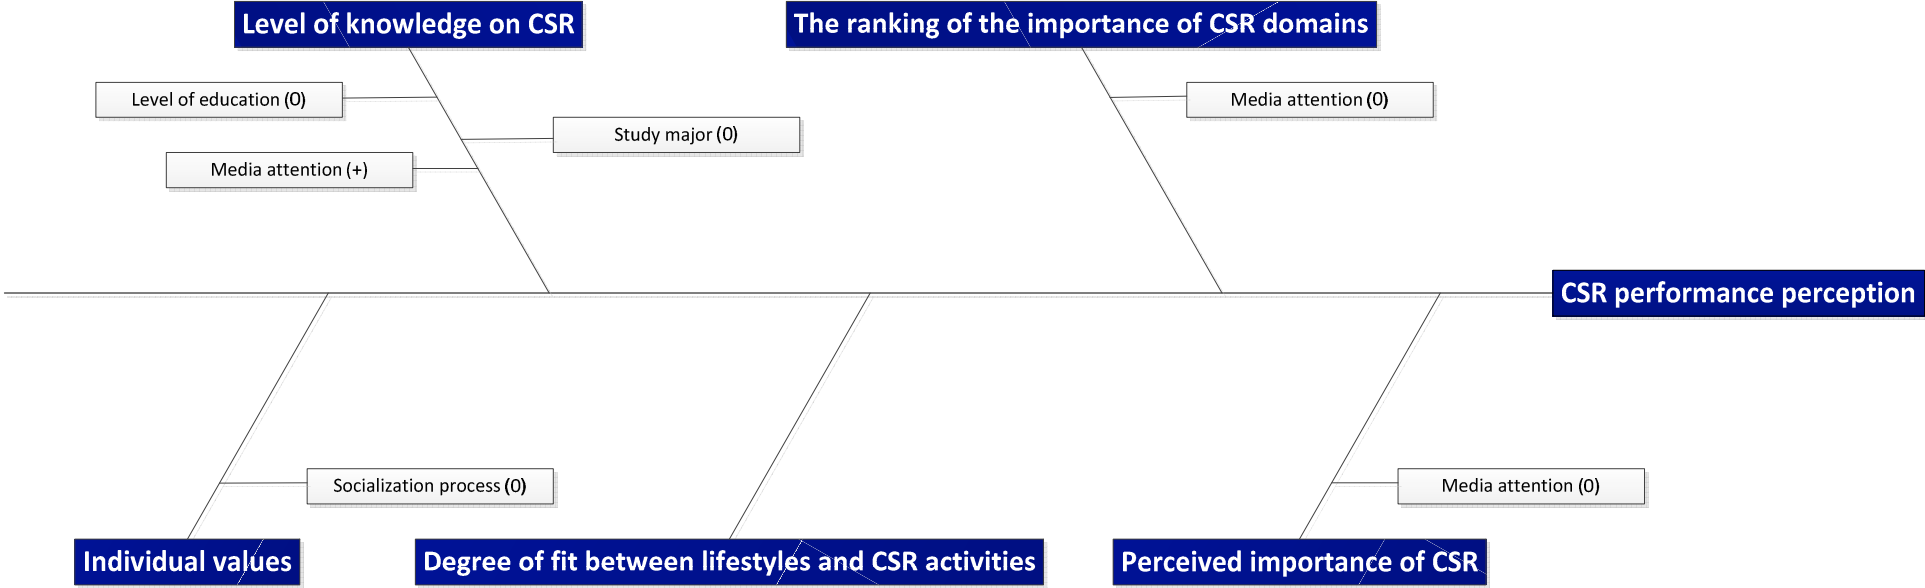 Level of knowledge on CSR
The ranking of the importance of CSR domains
Level of education (0)
Media attention (0)
Study major (0)
Media attention (+)
CSR performance perception
Socialization process (0)
Media attention (0)
Individual values
Degree of fit between lifestyles and CSR activities
Perceived importance of CSR